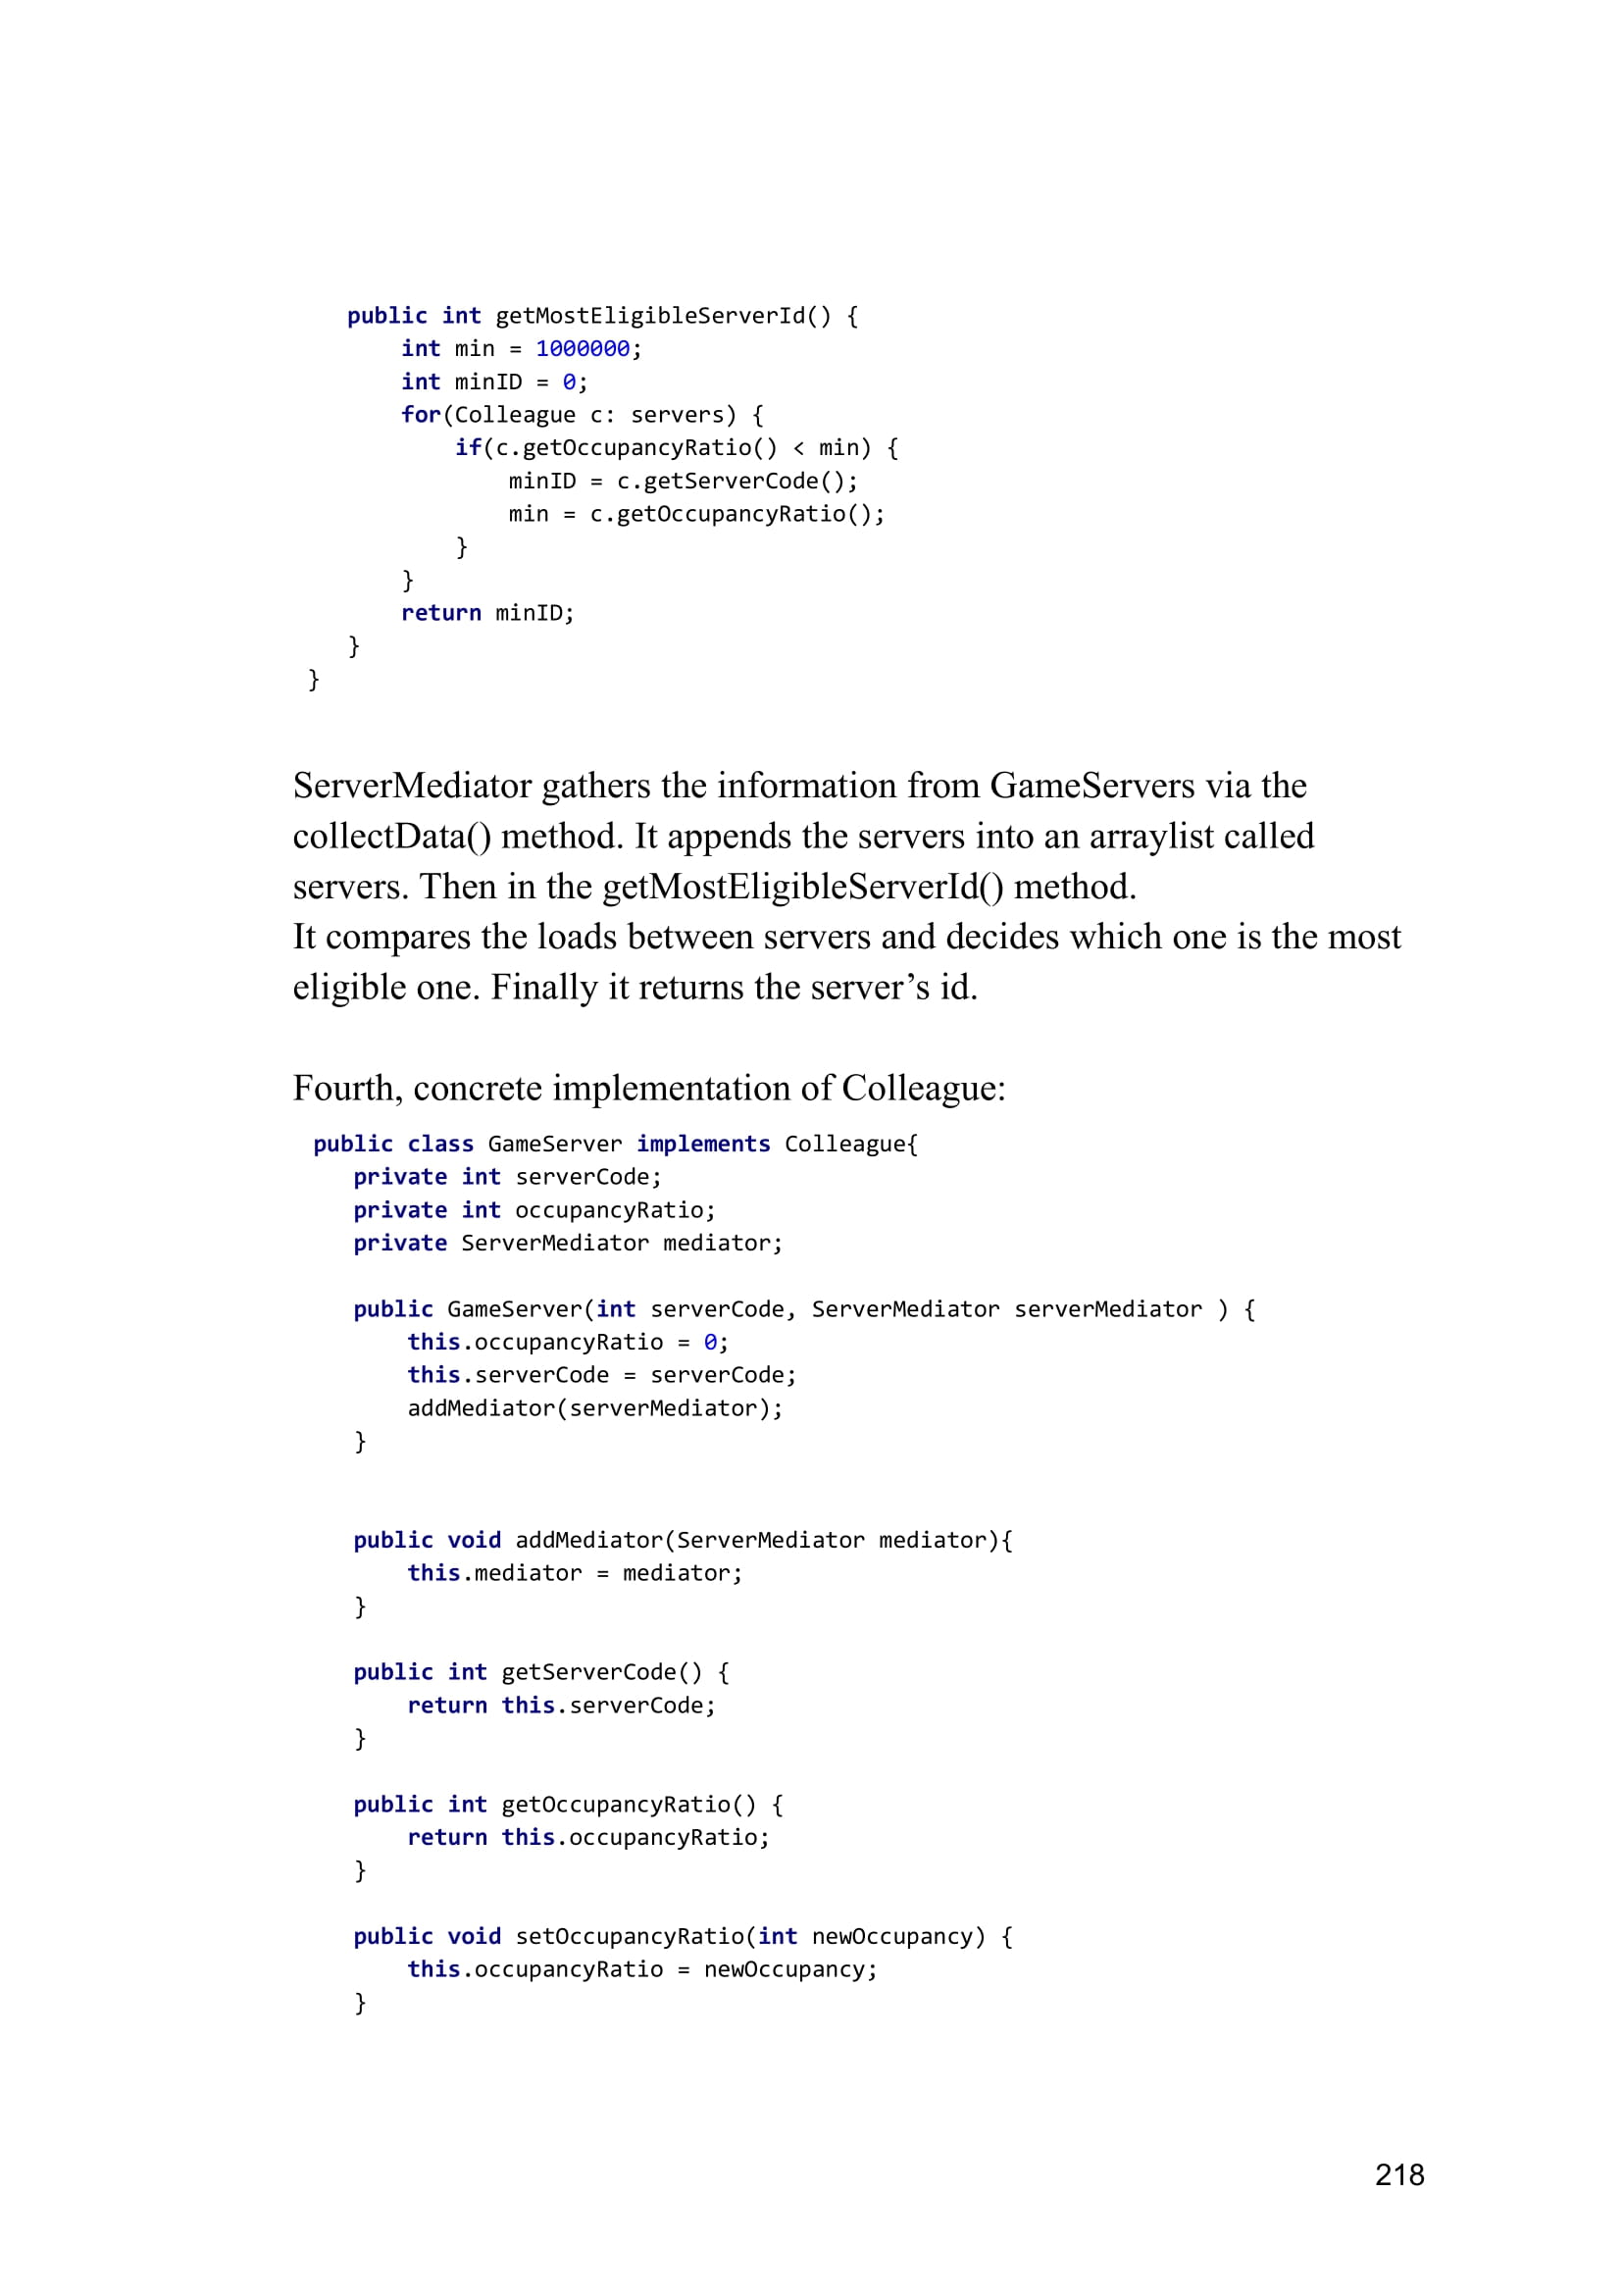 public int getMostEligibleServerId() {
int min = 1000000;
int minID = 0;
for(Colleague c: servers) {
if(c.getOccupancyRatio() < min) {
minID = c.getServerCode();
min = c.getOccupancyRatio();
}
}
return minID;
}
}
ServerMediator gathers the information from GameServers via the
collectData() method. It appends the servers into an arraylist called
servers. Then in the getMostEligibleServerId() method.
It compares the loads between servers and decides which one is the most
eligible one. Finally it returns the server’s id.
Fourth, concrete implementation of Colleague:
public class GameServer implements Colleague{
private int serverCode;
private int occupancyRatio;
private ServerMediator mediator;
public GameServer(int serverCode, ServerMediator serverMediator ) {
this.occupancyRatio = 0;
this.serverCode = serverCode;
addMediator(serverMediator);
}
public void addMediator(ServerMediator mediator){
this.mediator = mediator;
}
public int getServerCode() {
return this.serverCode;
}
public int getOccupancyRatio() {
return this.occupancyRatio;
}
public void setOccupancyRatio(int newOccupancy) {
this.occupancyRatio = newOccupancy;
}
218